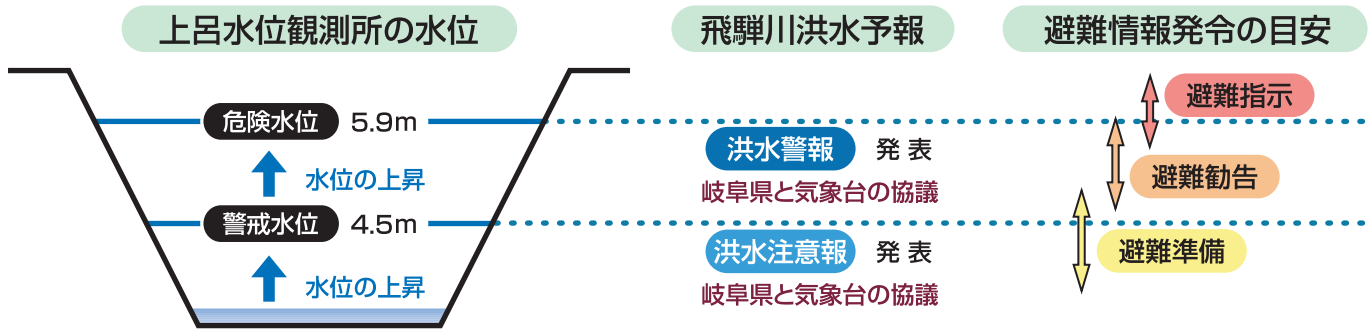 上呂水位観測所の水位
飛騨川洪水予報
避難情報発令の目安
避難指示
危険水位 5.9m
洪水警報 発表
水位の上昇
岐阜県と気象台の協議
避難勧告
警戒水位 4.5m
洪水注意報 発表
避難準備
水位の上昇
岐阜県と気象台の協議